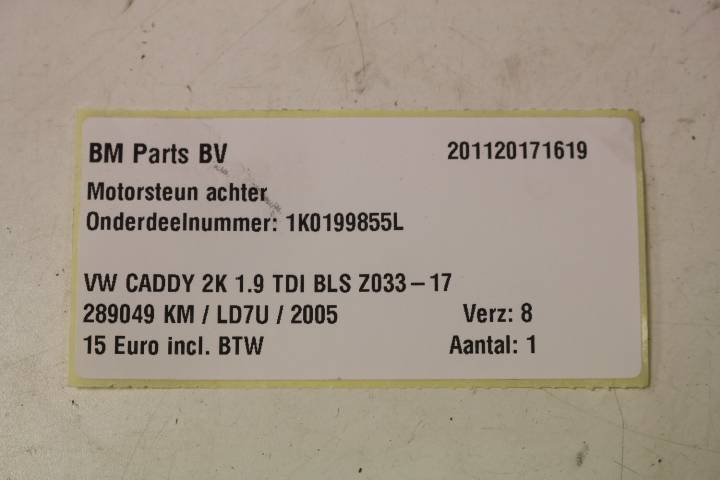 BM Parts BV 201120171619
Motorsteun achter
Onderdeelnummer: 1K0199855L
VW CADDY 2K 1.9 TDI BLS Z033-17
289049 KM / LD7U / 2005 Verz: 8
15 Euro incl. BTW Aantal: 1